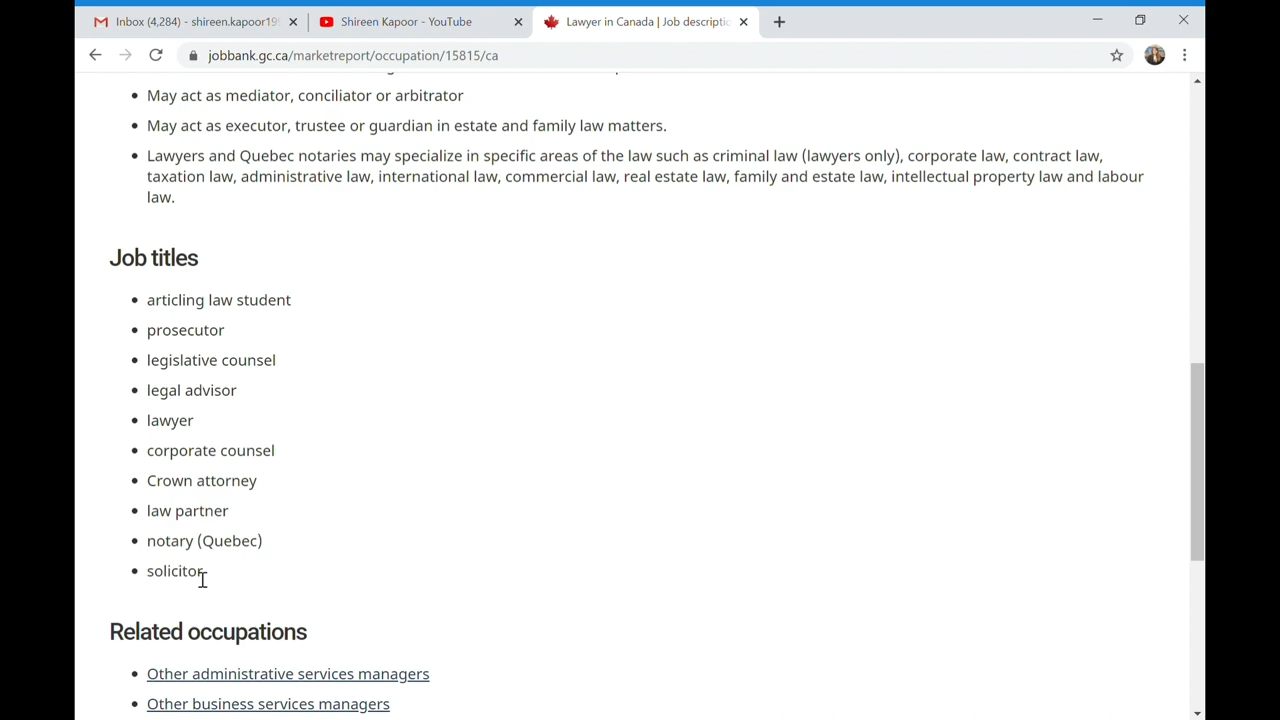 Inbox (4,284) - shireen.kapoor19
Shireen Kapoor - YouTube
Lawyer in Canada | Job descriptio
jobbank.gc.ca/marketreport/occupation/15815/ca
May act as mediator, conciliator or arbitrator
May act as executor, trustee or guardian in estate and family law matters.
Lawyers and Quebec notaries may specialize in specific areas of the law such as criminal law (lawyers only), corporate law, contract law,
taxation law, administrative law, international law, commercial law, real estate law, family and estate law, intellectual property law and labour
law.
Job titles
articling law student
prosecutor
legislative counsel
legal advisor
lawyer
corporate counsel
Crown attorney
law partner
notary (Quebec)
solicitor
Related occupations
Other administrative services managers
Other business services managers